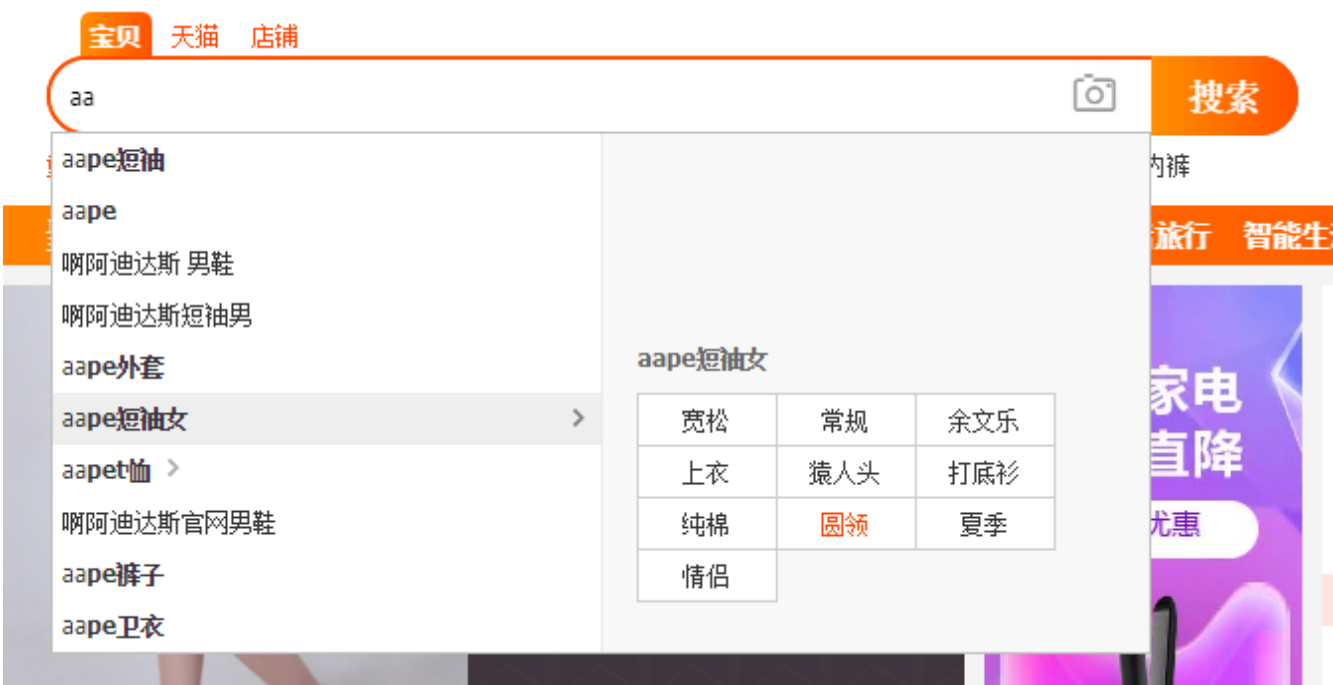 宝贝 天猫 店铺
aa
搜索
aape短袖
内裤
aape
旅行 智能生
啊阿迪达斯 男鞋
啊阿迪达斯短袖男
aape外套
aape短袖女
aape短袖女
宽松 常规 余文乐
家电
aapet恤
上衣 猿人头 打底衫
直降
啊阿迪达斯官网男鞋
纯棉 圆领 夏季
优惠
aape裤子
情侣
aape卫衣